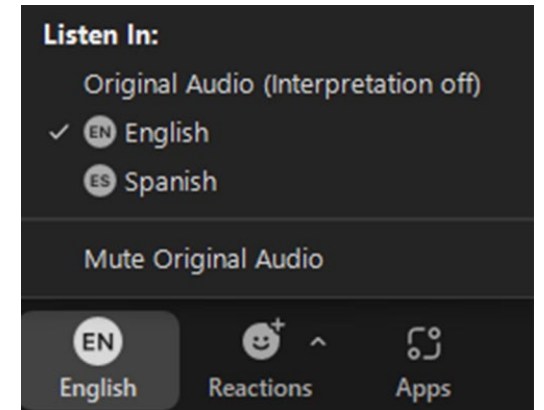 Listen In:
Original Audio (Interpretation off)
EN English
ES Spanish
Mute Original Audio
EN
English Reactions Apps